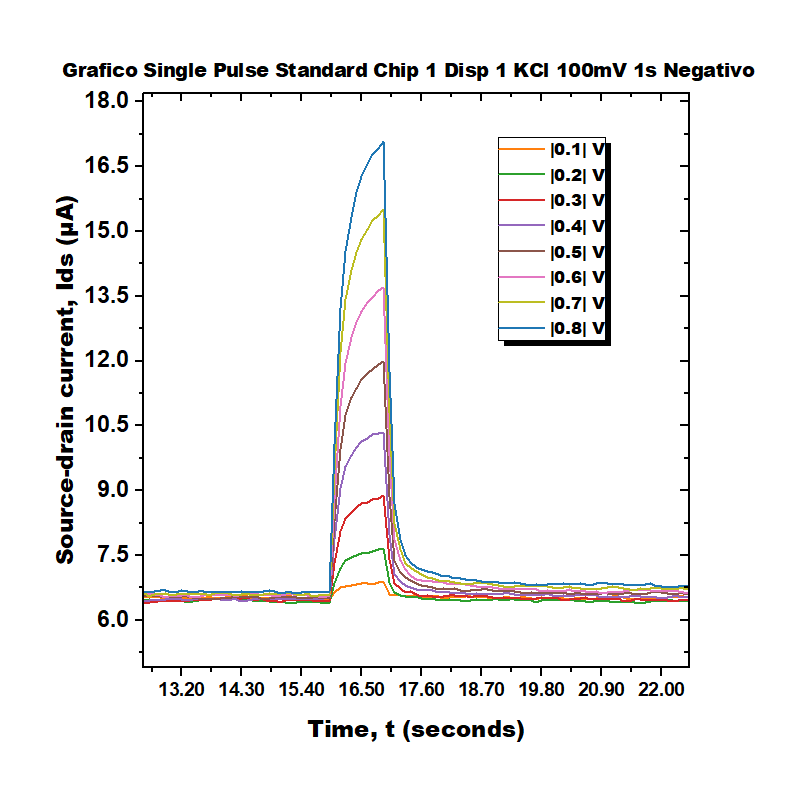 Grafico Single Pulse Standard Chip 1 Disp 1 KCl 100mV 1s Negativo
18.0
16.5
15.0
13.5
12.0
10.5
9.0
7.5
6.0
Source-drain current, Ids (µA)
|0.1| V
|0.2| V
|0.3| V
|0.4| V
|0.5| V
|0.6| V
|0.7| V
|0.8| V
13.20 14.30 15.40 16.50 17.60 18.70 19.80 20.90 22.00
Time, t (seconds)